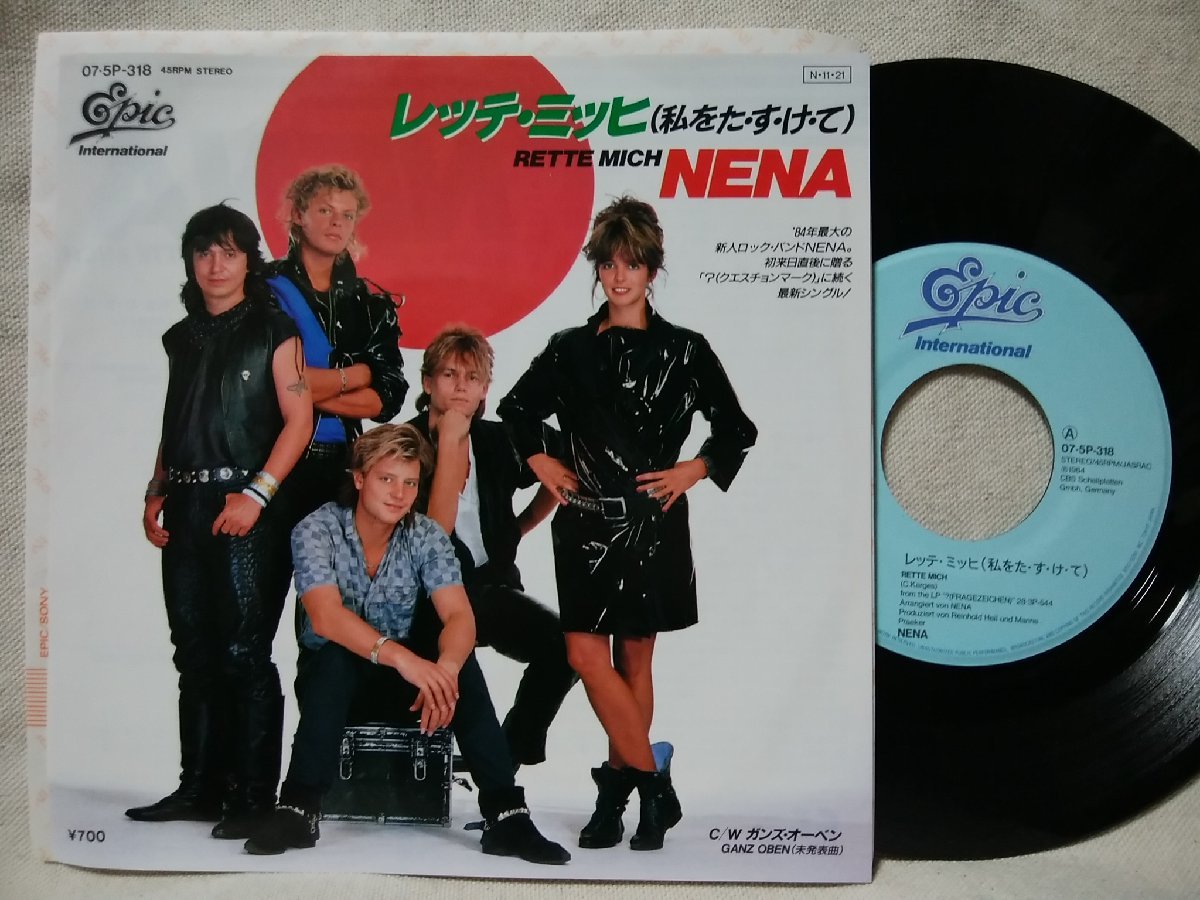 07・5P-318 45RPM STEREO
Epic
International
N・11・21
レッテ・ミッヒ(私をた・す・け・て)
RETTE MICH NENA
'84年最大の
新人ロック・バンドNENA。
初来日直後に贈る
「?(クエスチョンマーク)」に続く
最新シングル!
EPIC SONY
¥700
C/W ガンズ・オーベン
GANZ OBEN(未発表曲)
Epic
International
A
07-5P-318
STEREO/45RPM/JASRAC
℗1984
CBS Schallplatten
Gmbh, Germany
レッテ・ミッヒ(私をた・す・け・て)
RETTE MICH
(C.Karges)
from the LP "?(FRAGEZEICHEN)" 28・3P-544
Arrangiert von NENA
Produziert von Reinhold Heil und Manne
Praeker
NENA